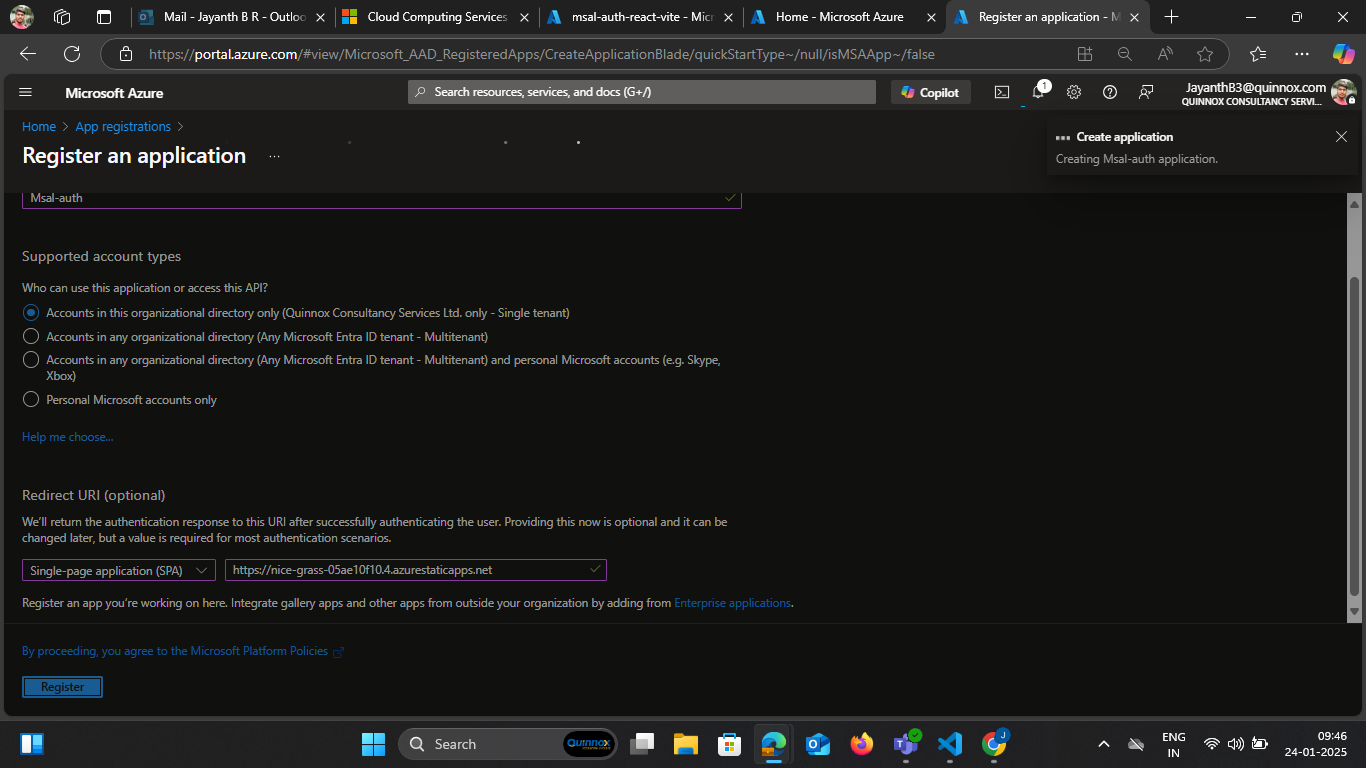 Mail - Jayanth B R - Outloo
Cloud Computing Services
msal-auth-react-vite - Micr
Home - Microsoft Azure
Register an application - M
https://portal.azure.com/#view/Microsoft_AAD_RegisteredApps/CreateApplicationBlade/quickStartType~/null/isMSAApp~/false
Microsoft Azure
Search resources, services, and docs (G+/)
Copilot
1
JayanthB3@quinnox.com
QUINNOX CONSULTANCY SERVI...
Home > App registrations >
Register an application ...
Create application
Creating Msal-auth application.
Msal-auth
Supported account types
Who can use this application or access this API?
Accounts in this organizational directory only (Quinnox Consultancy Services Ltd. only - Single tenant)
Accounts in any organizational directory (Any Microsoft Entra ID tenant - Multitenant)
Accounts in any organizational directory (Any Microsoft Entra ID tenant - Multitenant) and personal Microsoft accounts (e.g. Skype,
Xbox)
Personal Microsoft accounts only
Help me choose...
Redirect URI (optional)
We'll return the authentication response to this URI after successfully authenticating the user. Providing this now is optional and it can be
changed later, but a value is required for most authentication scenarios.
Single-page application (SPA)
https://nice-grass-05ae10f10.4.azurestaticapps.net
Register an app you're working on here. Integrate gallery apps and other apps from outside your organization by adding from Enterprise applications.
By proceeding, you agree to the Microsoft Platform Policies
Register
Search
Quinnox
J
ENG
IN
09:46
24-01-2025